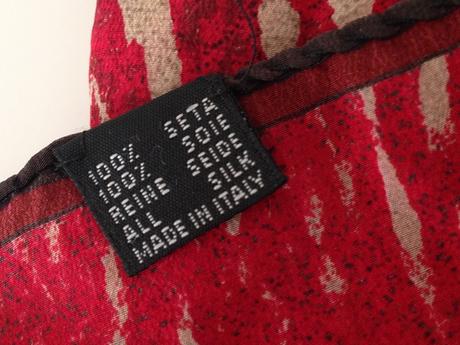 100% SETA
100% SOIE
REINE SEIDE
ALL SILK
MADE IN ITALY